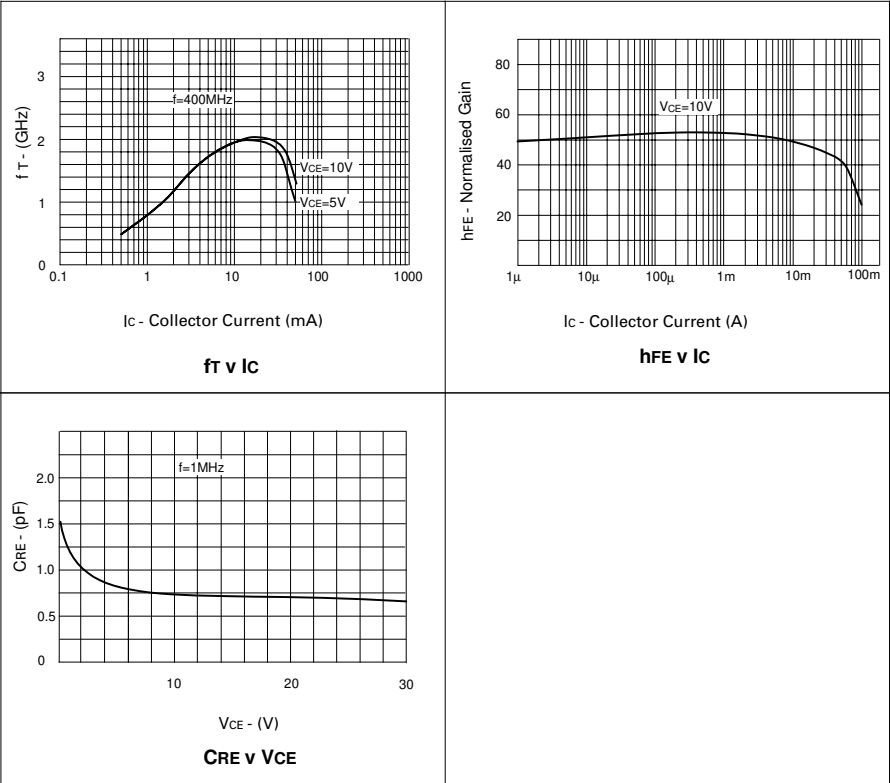 3
2
1
0
f T - (GHz)
f=400MHz
VCE=10V
VCE=5V
0.1
1
10
100
1000
IC - Collector Current (mA)
fT v IC
80
60
40
20
hFE - Normalised Gain
VCE=10V
1µ
10µ
100µ
1m
10m
100m
IC - Collector Current (A)
hFE v IC
2.0
1.5
1.0
0.5
0
CRE - (pF)
f=1MHz
10
20
30
VCE - (V)
CRE v VCE